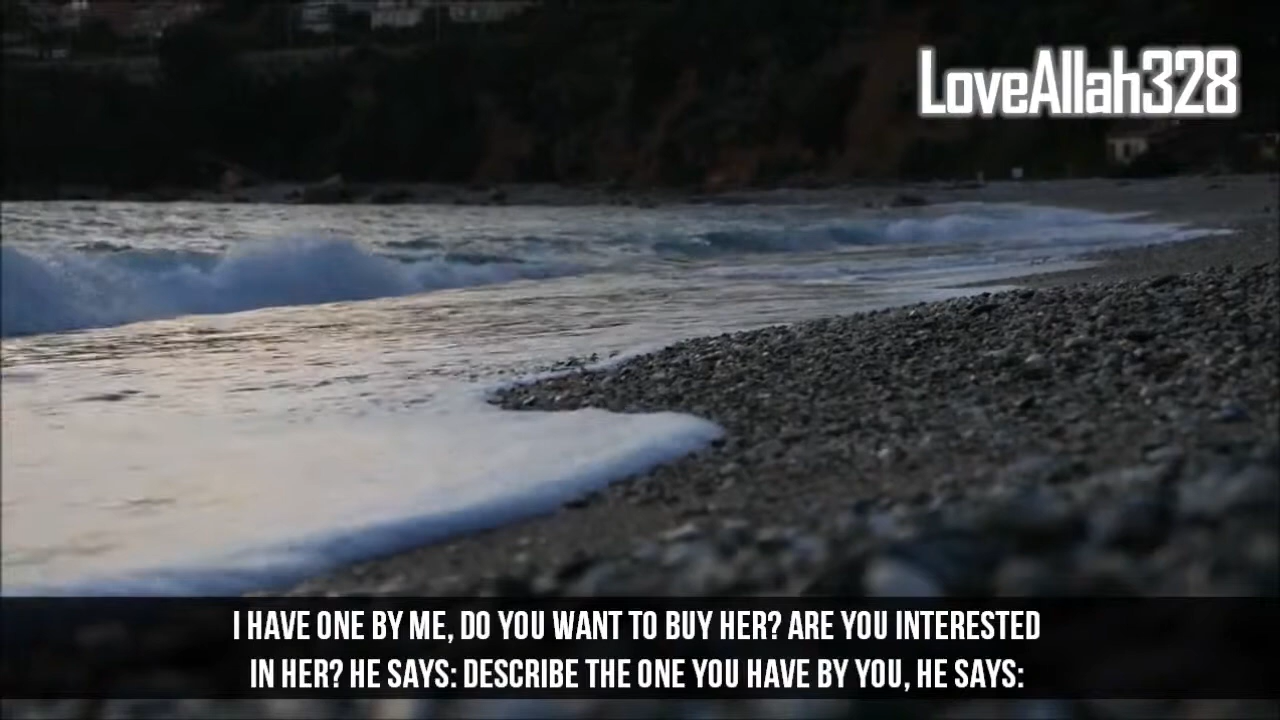 LoveAllah328
I HAVE ONE BY ME, DO YOU WANT TO BUY HER? ARE YOU INTERESTED
IN HER? HE SAYS: DESCRIBE THE ONE YOU HAVE BY YOU, HE SAYS: